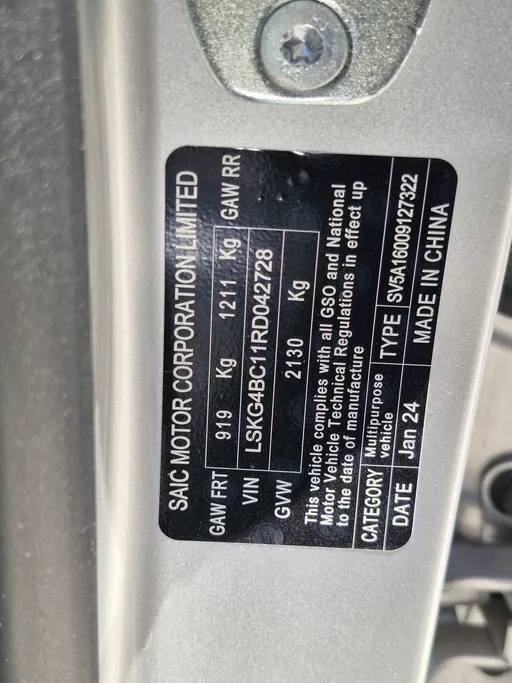 SAIC MOTOR CORPORATION LIMITED
GAW FRT 919 Kg 1211 Kg GAW RR
VIN LSKG4BC11RD042728
GVW 2130 Kg
This vehicle complies with all GSO and National
Motor Vehicle Technical Regulations in effect up
to the date of manufacture
CATEGORY Multipurpose vehicle TYPE SV5A16009127322
DATE Jan 24 MADE IN CHINA